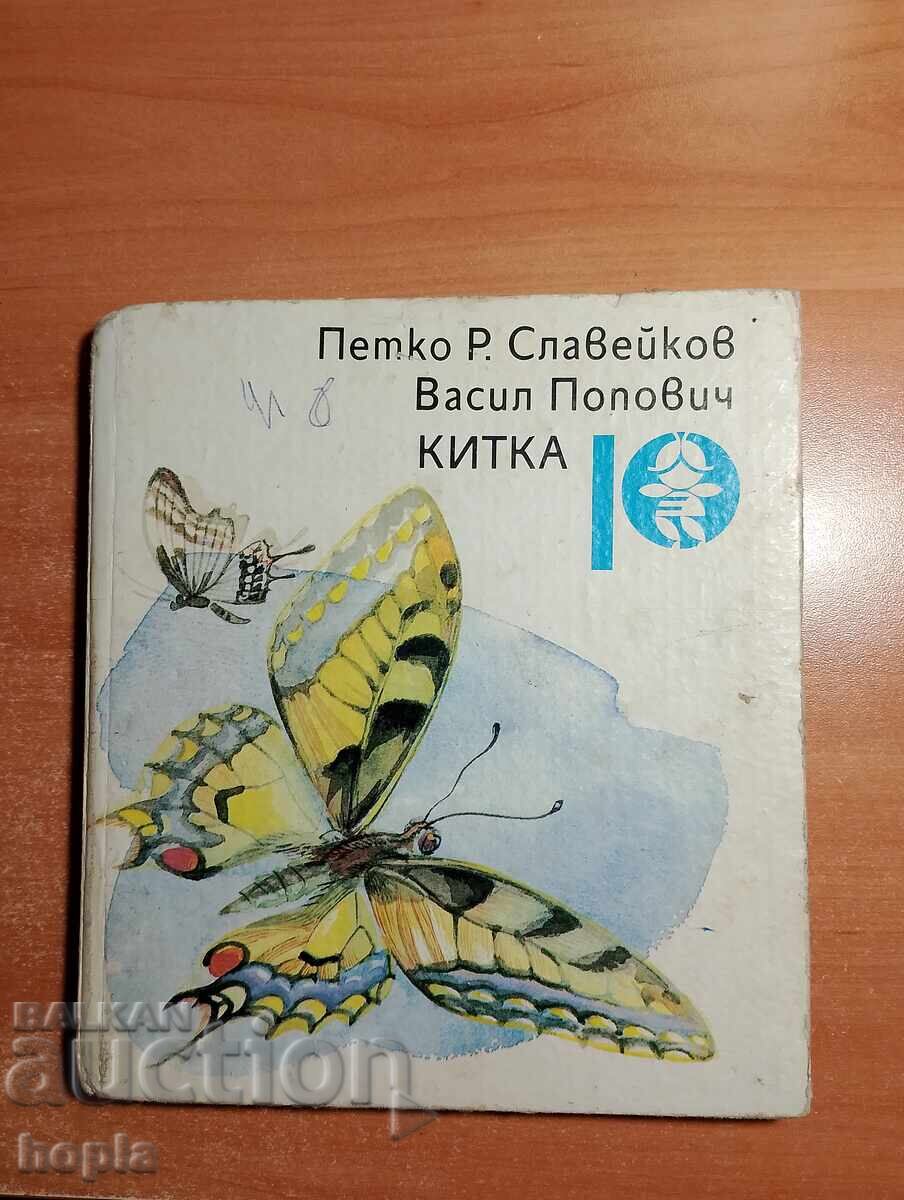 Петко Р. Славейков
Васил Попович
КИТКА
BALKAN
auction
hopla